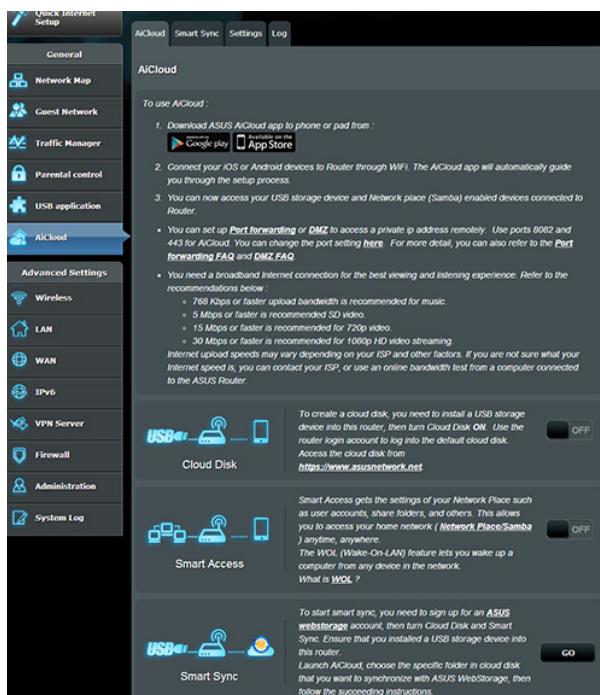 Quick Internet
Setup
General
Network Map
Guest Network
Traffic Manager
Parental control
USB application
AiCloud
Advanced Settings
Wireless
LAN
WAN
IPv6
VPN Server
Firewall
Administration
System Log
AiCloud Smart Sync Settings Log
AiCloud
To use AiCloud :
1. Download ASUS AiCloud app to phone or pad from :
Google play Available on the App Store
2. Connect your iOS or Android devices to Router through WiFi. The AiCloud app will automatically guide
you through the setup process.
3. You can now access your USB storage device and Network place (Samba) enabled devices connected to
Router.
• You can set up Port forwarding or DMZ to access a private ip address remotely. Use ports 8082 and
443 for AiCloud. You can change the port setting here. For more detail, you can also refer to the Port
forwarding FAQ and DMZ FAQ.
• You need a broadband Internet connection for the best viewing and listening experience. Refer to the
recommendations below :
◦ 768 Kbps or faster upload bandwidth is recommended for music.
◦ 5 Mbps or faster is recommended SD video.
◦ 15 Mbps or faster is recommended for 720p video.
◦ 30 Mbps or faster is recommended for 1080p HD video streaming.
Internet upload speeds may vary depending on your ISP and other factors. If you are not sure what your
Internet speed is, you can contact your ISP, or use an online bandwidth test from a computer connected
to the ASUS Router.
USB
Cloud Disk
To create a cloud disk, you need to install a USB storage
device into this router, then turn Cloud Disk ON. Use the
router login account to log into the default cloud disk.
Access the cloud disk from
https://www.asusnetwork.net.
OFF
Smart Access
Smart Access gets the settings of your Network Place such
as user accounts, share folders, and others. This allows
you to access your home network ( Network Place/Samba
) anytime, anywhere.
The WOL (Wake-On-LAN) feature lets you wake up a
computer from any device in the network.
What is WOL ?
OFF
USB
Smart Sync
To start smart sync, you need to sign up for an ASUS
webstorage account, then turn Cloud Disk and Smart
Sync. Ensure that you installed a USB storage device into
this router.
Launch AiCloud, choose the specific folder in cloud disk
that you want to synchronize with ASUS WebStorage, then
follow the succeeding instructions.
GO